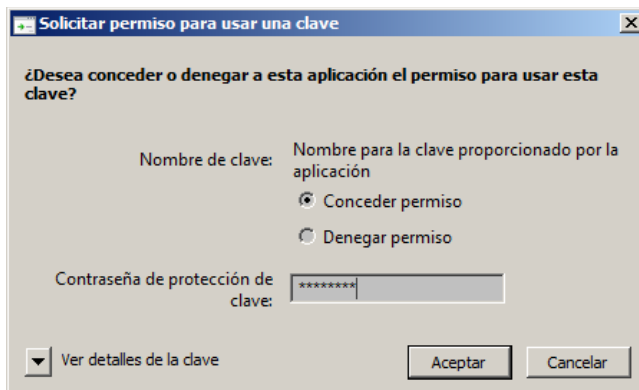 Solicitar permiso para usar una clave
¿Desea conceder o denegar a esta aplicación el permiso para usar esta
clave?
Nombre de clave:
Nombre para la clave proporcionado por la
aplicación
Conceder permiso
Denegar permiso
Contraseña de protección de
clave:
********
Ver detalles de la clave
Aceptar
Cancelar